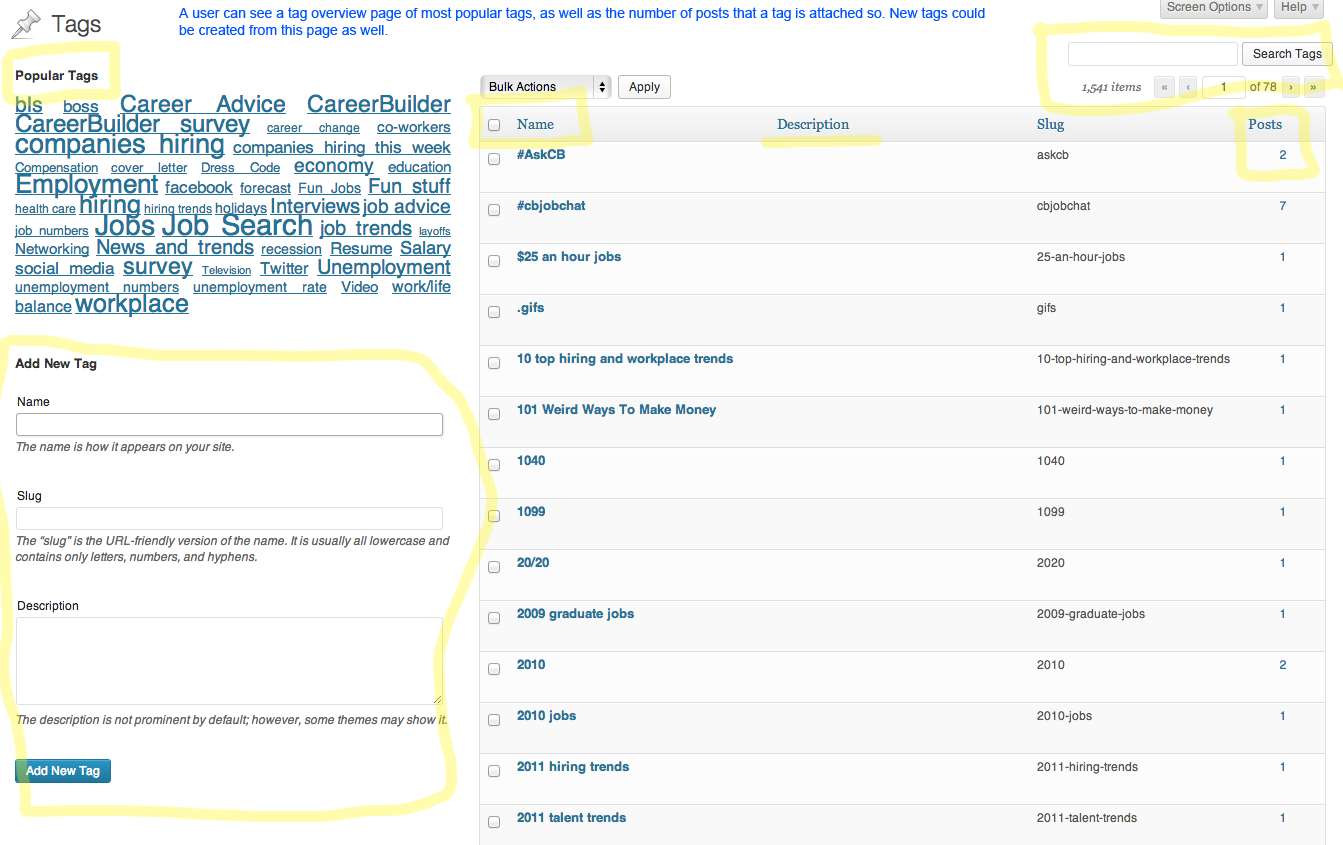 Tags
A user can see a tag overview page of most popular tags, as well as the number of posts that a tag is attached so. New tags could
be created from this page as well.
Screen Options
Help
Search Tags
Popular Tags
bls boss Career Advice CareerBuilder
CareerBuilder survey career change co-workers
companies hiring companies hiring this week
Compensation cover letter Dress Code economy education
Employment facebook forecast Fun Jobs Fun stuff
health care hiring hiring trends holidays Interviews job advice
job numbers Jobs Job Search job trends layoffs
Networking News and trends recession Resume Salary
social media survey Television Twitter Unemployment
unemployment numbers unemployment rate Video work/life
balance workplace
Add New Tag
Name
The name is how it appears on your site.
Slug
The “slug” is the URL-friendly version of the name. It is usually all lowercase and
contains only letters, numbers, and hyphens.
Description
The description is not prominent by default; however, some themes may show it.
Add New Tag
Bulk Actions Apply
1,541 items « ‹ 1 of 78 › »
Name Description Slug Posts
#AskCB askcb 2
#cbjobchat cbjobchat 7
$25 an hour jobs 25-an-hour-jobs 1
.gifs gifs 1
10 top hiring and workplace trends 10-top-hiring-and-workplace-trends 1
101 Weird Ways To Make Money 101-weird-ways-to-make-money 1
1040 1040 1
1099 1099 1
20/20 2020 1
2009 graduate jobs 2009-graduate-jobs 1
2010 2010 2
2010 jobs 2010-jobs 1
2011 hiring trends 2011-hiring-trends 1
2011 talent trends 2011-talent-trends 1